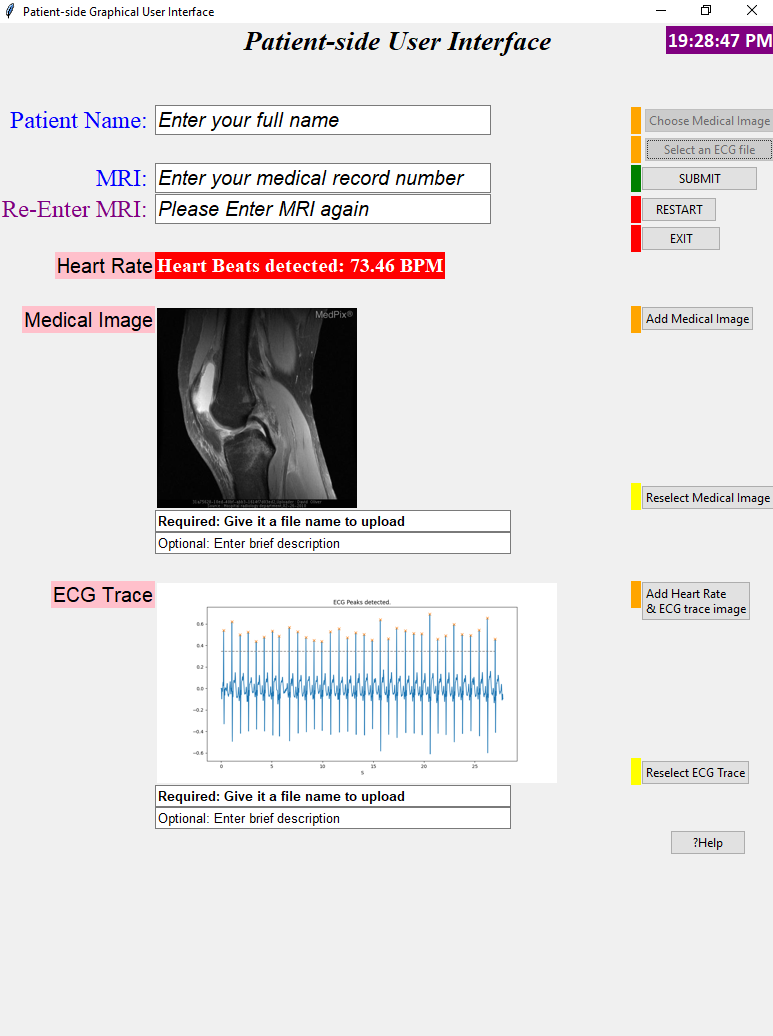 Patient-side Graphical User Interface
Patient-side User Interface
19:28:47 PM
Patient Name:
Enter your full name
Choose Medical Image
Select an ECG file
MRI:
Enter your medical record number
SUBMIT
Re-Enter MRI:
Please Enter MRI again
RESTART
EXIT
Heart Rate
Heart Beats detected: 73.46 BPM
Medical Image
MedPix®
Add Medical Image
Reselect Medical Image
Required: Give it a file name to upload
Optional: Enter brief description
ECG Trace
ECG Peaks detected.
0.6
0.4
0.2
0.0
−0.2
−0.4
−0.6
0 5 10 15 20 25
s
Add Heart Rate
& ECG trace image
Reselect ECG Trace
Required: Give it a file name to upload
Optional: Enter brief description
?Help